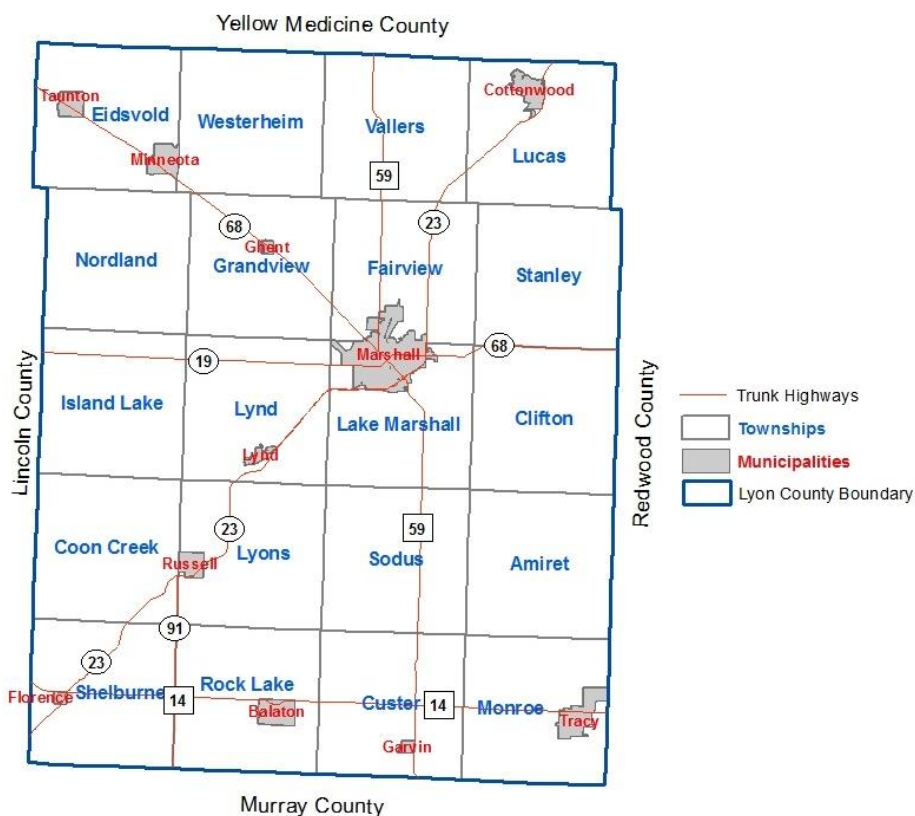 Yellow Medicine County
Cottonwood
Taunton
Eidsvold
Westerheim
Vallers
Lucas
Minneota
59
68
23
Ghent
Nordland
Grandview
Fairview
Stanley
Marshall
68
19
Lincoln County
Island Lake
Lynd
Lake Marshall
Clifton
Redwood County
Trunk Highways
Townships
Municipalities
Lyon County Boundary
Lynd
23
59
Coon Creek
Russell
Lyons
Sodus
Amiret
91
23
Florence
Shelburne
14
Rock Lake
Balaton
Custer
14
Monroe
Tracy
Garvin
Murray County